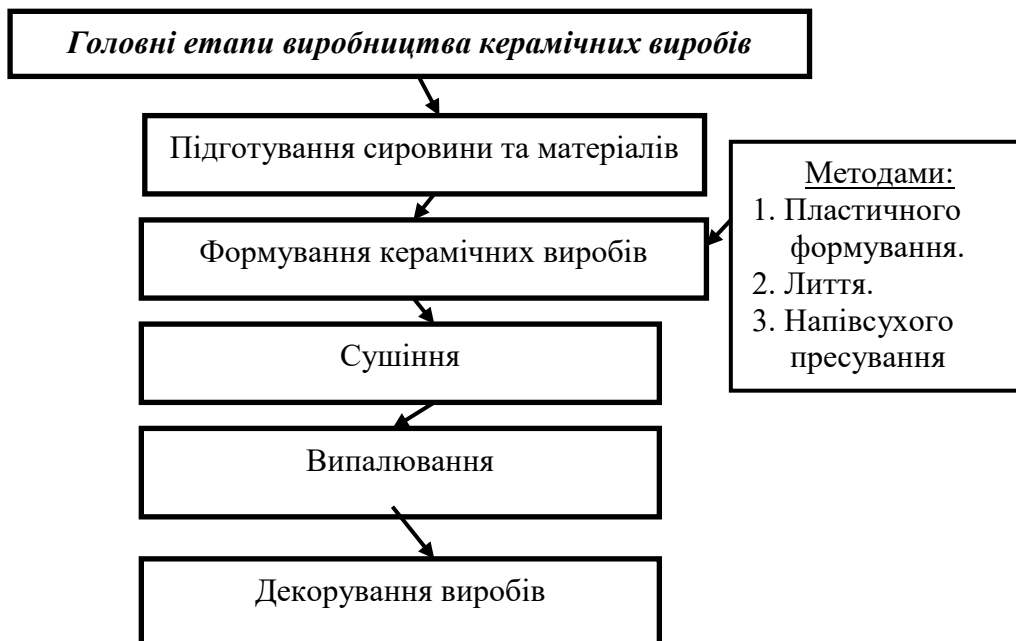 Головні етапи виробництва керамічних виробів
Підготування сировини та матеріалів
Формування керамічних виробів
Методами:
1. Пластичного
формування.
2. Лиття.
3. Напівсухого
пресування
Сушіння
Випалювання
Декорування виробів